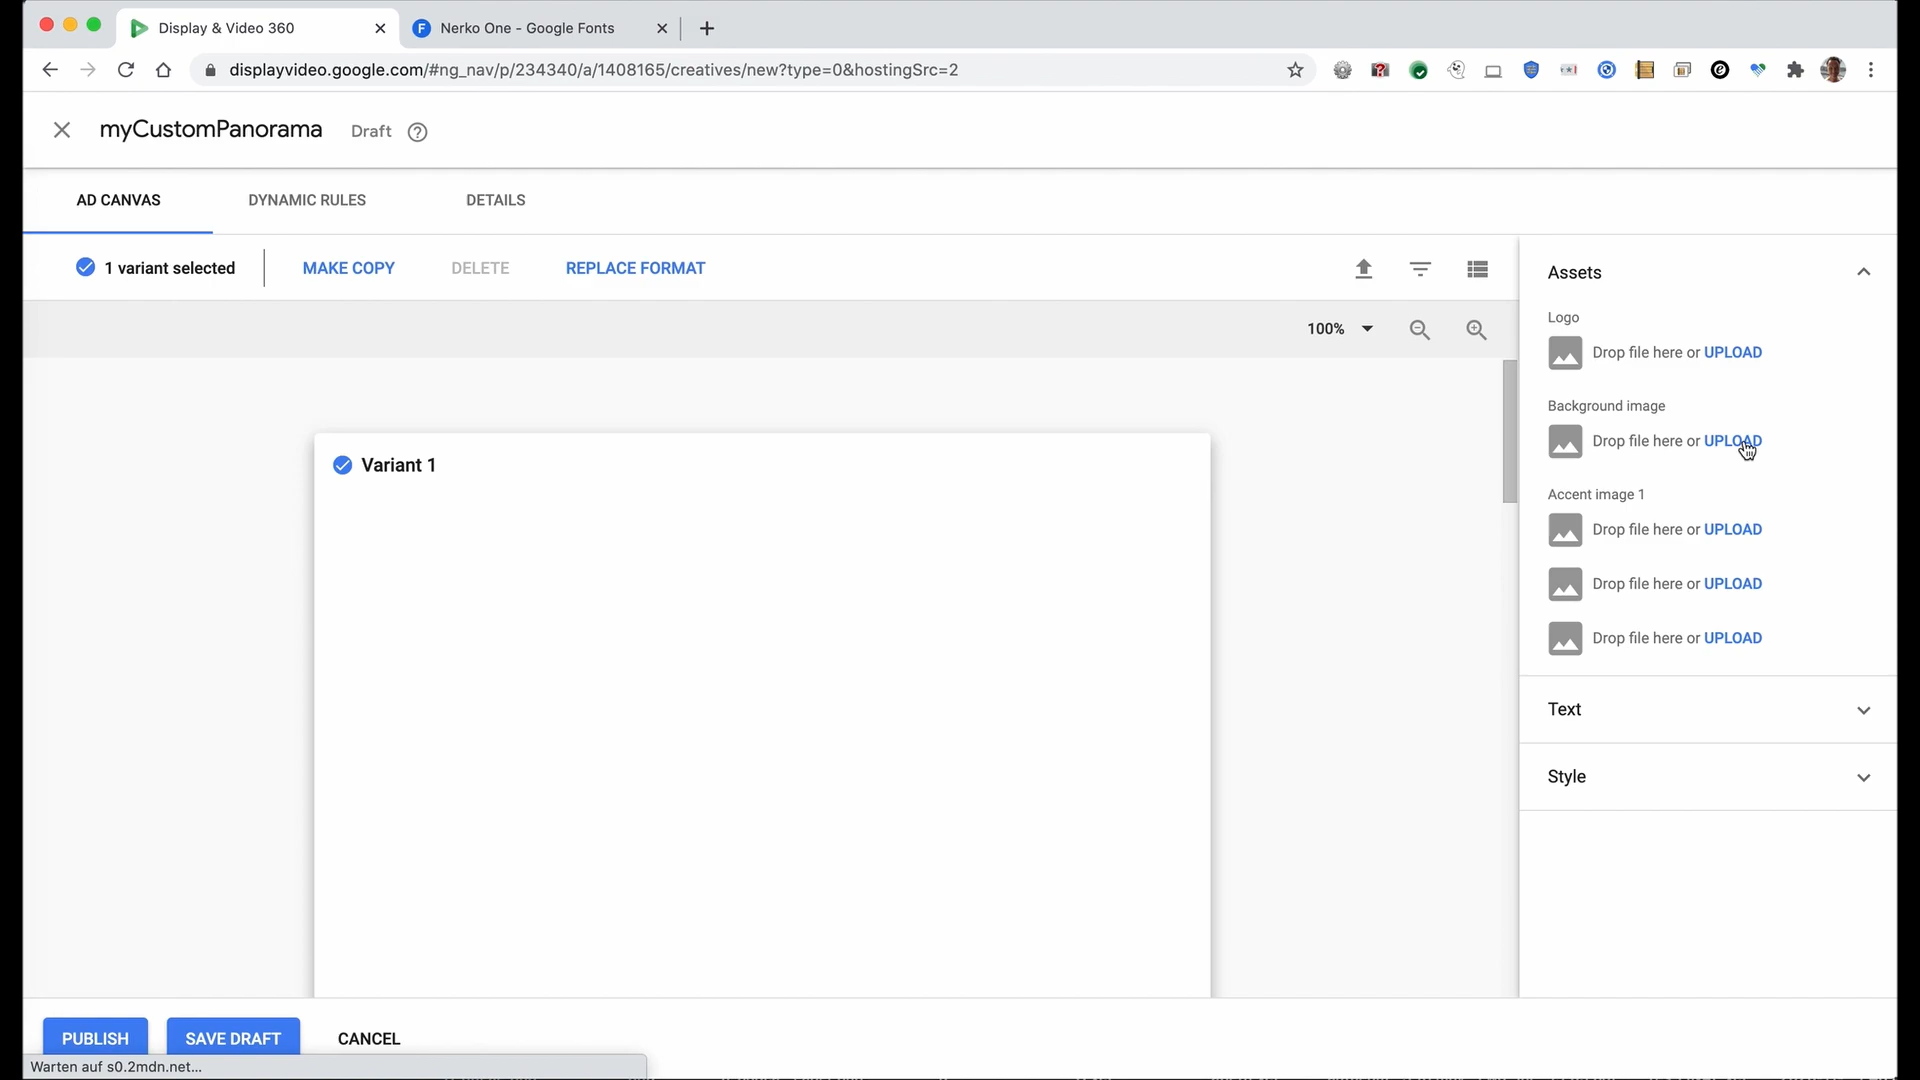 Display & Video 360
Nerko One - Google Fonts
displayvideo.google.com/#ng_nav/p/234340/a/1408165/creatives/new?type=0&hostingSrc=2
myCustomPanorama Draft
AD CANVAS DYNAMIC RULES DETAILS
1 variant selected MAKE COPY DELETE REPLACE FORMAT
100%
Variant 1
Assets
Logo
Drop file here or UPLOAD
Background image
Drop file here or UPLOAD
Accent image 1
Drop file here or UPLOAD
Drop file here or UPLOAD
Drop file here or UPLOAD
Text
Style
PUBLISH SAVE DRAFT CANCEL
Warten auf s0.2mdn.net...